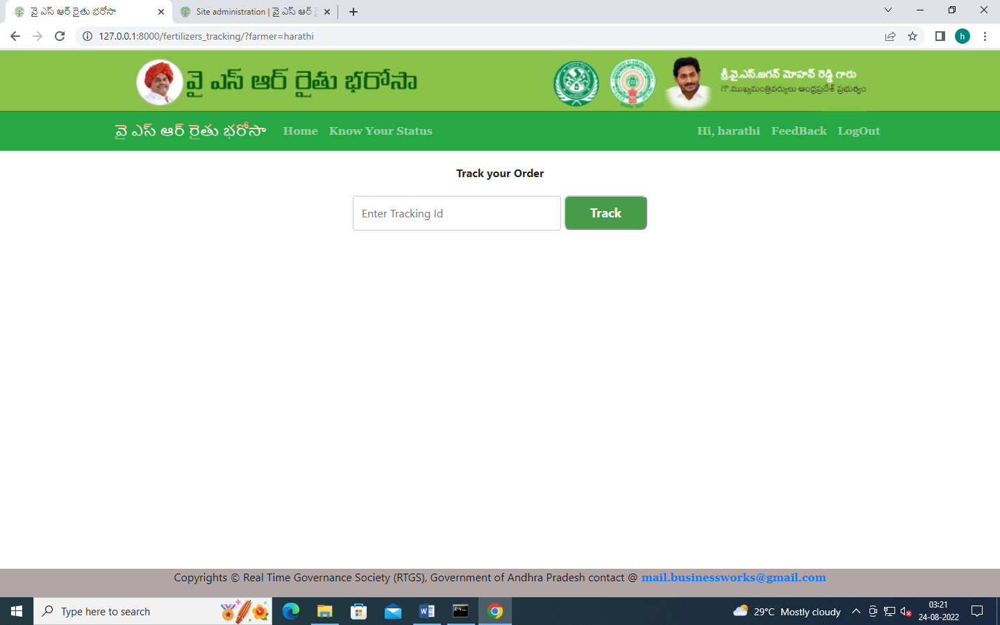 వై ఎస్ ఆర్ రైతు భరోసా
Site administration | వై ఎస్ ఆర్
127.0.0.1:8000/fertilizers_tracking/?farmer=harathi
h
వై ఎస్ ఆర్ రైతు భరోసా
శ్రీ.వై.ఎస్.జగన్ మోహన్ రెడ్డి గారు
గౌ.ముఖ్యమంత్రివర్యులు ఆంధ్రప్రదేశ్ ప్రభుత్వం
వై ఎస్ ఆర్ రైతు భరోసా Home Know Your Status Hi, harathi FeedBack LogOut
Track your Order
Enter Tracking Id Track
Copyrights © Real Time Governance Society (RTGS), Government of Andhra Pradesh contact @ mail.businessworks@gmail.com
Type here to search
29°C Mostly cloudy
03:21
24-08-2022